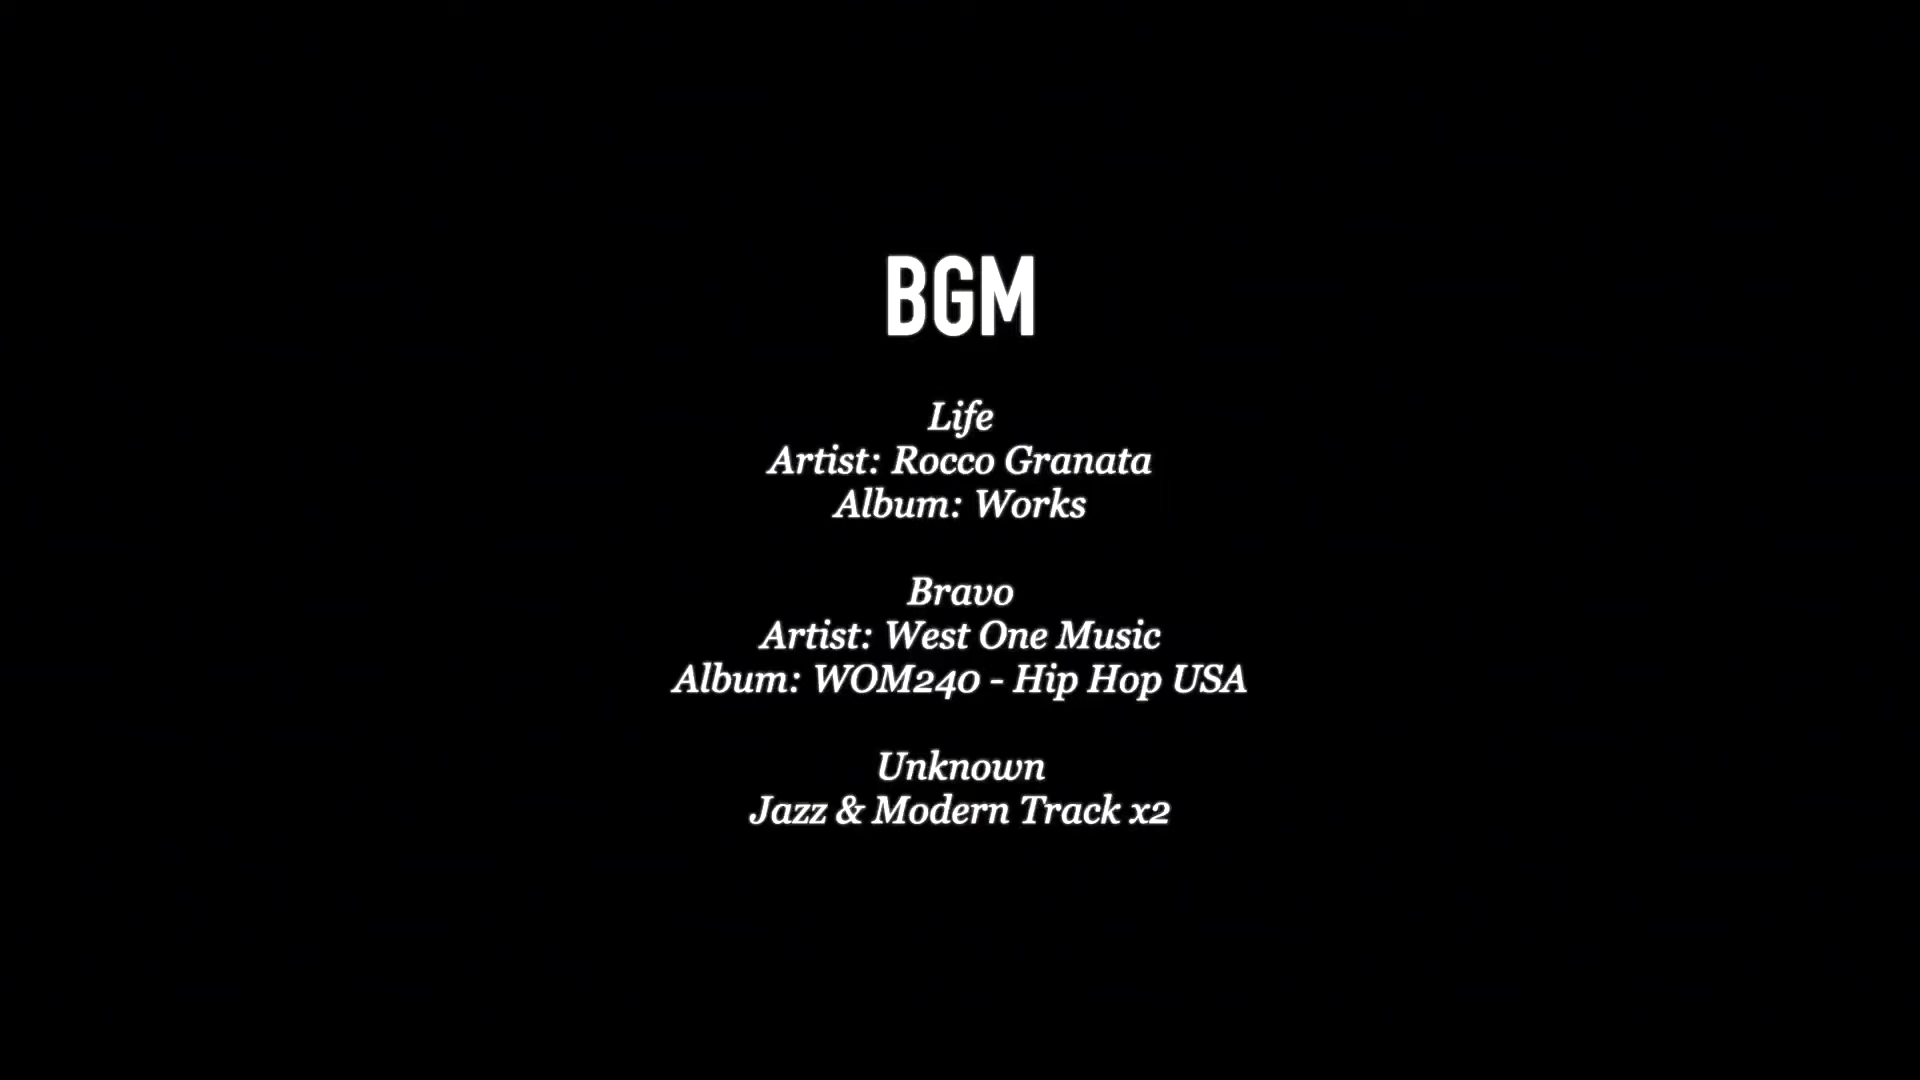 BGM
Life
Artist: Rocco Granata
Album: Works
Bravo
Artist: West One Music
Album: WOM240 - Hip Hop USA
Unknown
Jazz & Modern Track x2